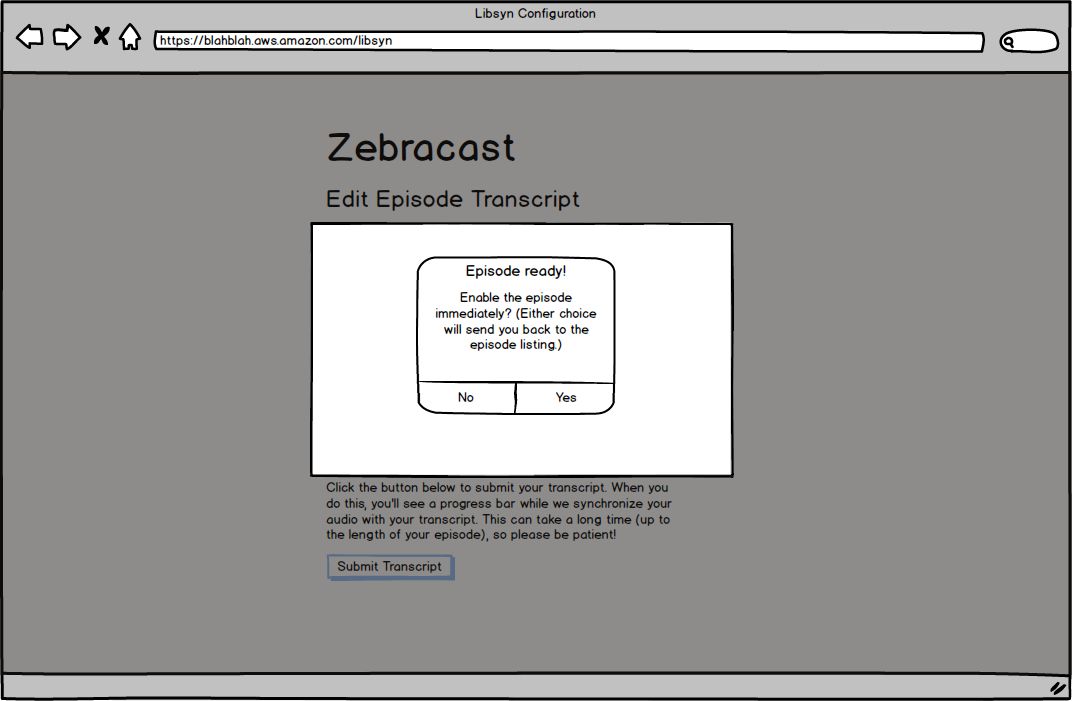 Libsyn Configuration
https://blahblah.aws.amazon.com/libsyn
Zebracast
Edit Episode Transcript
Episode ready!
Enable the episode
immediately? (Either choice
will send you back to the
episode listing.)
No
Yes
Click the button below to submit your transcript. When you
do this, you'll see a progress bar while we synchronize your
audio with your transcript. This can take a long time (up to
the length of your episode), so please be patient!
Submit Transcript